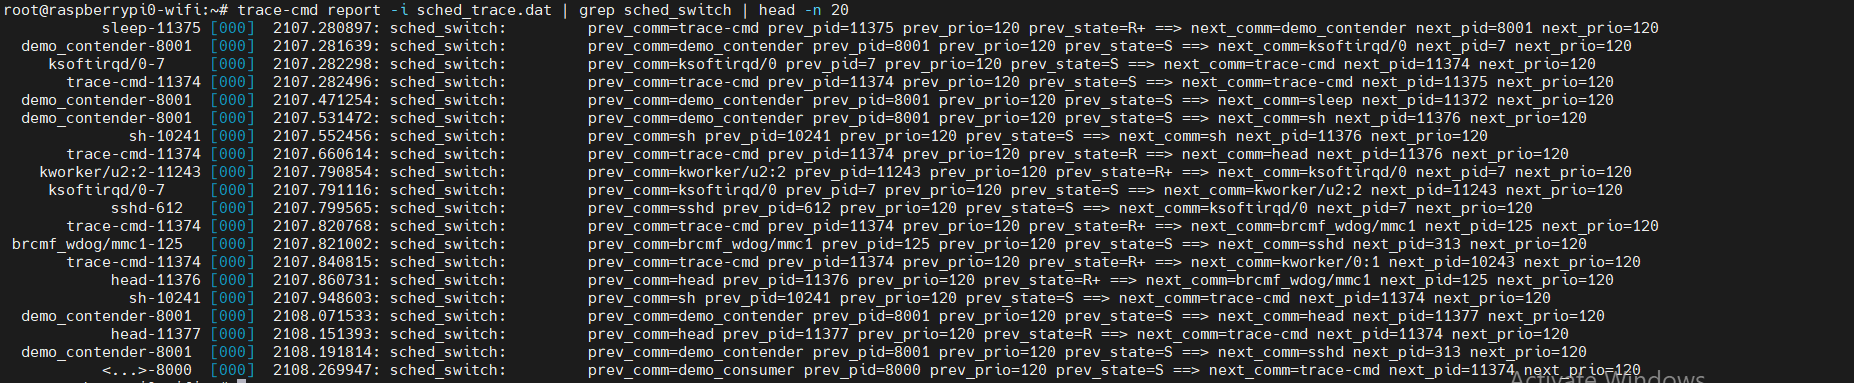 root@raspberrypi0-wifi:~# trace-cmd report -i sched_trace.dat | grep sched_switch | head -n 20
sleep-11375 [000] 2107.280897: sched_switch: prev_comm=trace-cmd prev_pid=11375 prev_prio=120 prev_state=R+ ==> next_comm=demo_contender next_pid=8001 next_prio=120
demo_contender-8001 [000] 2107.281639: sched_switch: prev_comm=demo_contender prev_pid=8001 prev_prio=120 prev_state=S ==> next_comm=ksoftirqd/0 next_pid=7 next_prio=120
ksoftirqd/0-7 [000] 2107.282298: sched_switch: prev_comm=ksoftirqd/0 prev_pid=7 prev_prio=120 prev_state=S ==> next_comm=trace-cmd next_pid=11374 next_prio=120
trace-cmd-11374 [000] 2107.282496: sched_switch: prev_comm=trace-cmd prev_pid=11374 prev_prio=120 prev_state=S ==> next_comm=trace-cmd next_pid=11375 next_prio=120
demo_contender-8001 [000] 2107.471254: sched_switch: prev_comm=demo_contender prev_pid=8001 prev_prio=120 prev_state=S ==> next_comm=sleep next_pid=11372 next_prio=120
demo_contender-8001 [000] 2107.531472: sched_switch: prev_comm=demo_contender prev_pid=8001 prev_prio=120 prev_state=S ==> next_comm=sh next_pid=11376 next_prio=120
sh-10241 [000] 2107.552456: sched_switch: prev_comm=sh prev_pid=10241 prev_prio=120 prev_state=S ==> next_comm=sh next_pid=11376 next_prio=120
trace-cmd-11374 [000] 2107.660614: sched_switch: prev_comm=trace-cmd prev_pid=11374 prev_prio=120 prev_state=R ==> next_comm=head next_pid=11376 next_prio=120
kworker/u2:2-11243 [000] 2107.790854: sched_switch: prev_comm=kworker/u2:2 prev_pid=11243 prev_prio=120 prev_state=R+ ==> next_comm=ksoftirqd/0 next_pid=7 next_prio=120
ksoftirqd/0-7 [000] 2107.791116: sched_switch: prev_comm=ksoftirqd/0 prev_pid=7 prev_prio=120 prev_state=S ==> next_comm=kworker/u2:2 next_pid=11243 next_prio=120
sshd-612 [000] 2107.799565: sched_switch: prev_comm=sshd prev_pid=612 prev_prio=120 prev_state=S ==> next_comm=ksoftirqd/0 next_pid=7 next_prio=120
trace-cmd-11374 [000] 2107.820768: sched_switch: prev_comm=trace-cmd prev_pid=11374 prev_prio=120 prev_state=R+ ==> next_comm=brcmf_wdog/mmc1 next_pid=125 next_prio=120
brcmf_wdog/mmc1-125 [000] 2107.821002: sched_switch: prev_comm=brcmf_wdog/mmc1 prev_pid=125 prev_prio=120 prev_state=S ==> next_comm=sshd next_pid=313 next_prio=120
trace-cmd-11374 [000] 2107.840815: sched_switch: prev_comm=trace-cmd prev_pid=11374 prev_prio=120 prev_state=R+ ==> next_comm=kworker/0:1 next_pid=10243 next_prio=120
head-11376 [000] 2107.860731: sched_switch: prev_comm=head prev_pid=11376 prev_prio=120 prev_state=R+ ==> next_comm=brcmf_wdog/mmc1 next_pid=125 next_prio=120
sh-10241 [000] 2107.948603: sched_switch: prev_comm=sh prev_pid=10241 prev_prio=120 prev_state=S ==> next_comm=trace-cmd next_pid=11374 next_prio=120
demo_contender-8001 [000] 2108.071533: sched_switch: prev_comm=demo_contender prev_pid=8001 prev_prio=120 prev_state=S ==> next_comm=head next_pid=11377 next_prio=120
head-11377 [000] 2108.151393: sched_switch: prev_comm=head prev_pid=11377 prev_prio=120 prev_state=R ==> next_comm=trace-cmd next_pid=11374 next_prio=120
demo_contender-8001 [000] 2108.191814: sched_switch: prev_comm=demo_contender prev_pid=8001 prev_prio=120 prev_state=S ==> next_comm=sshd next_pid=313 next_prio=120
<...>-8000 [000] 2108.269947: sched_switch: prev_comm=demo_consumer prev_pid=8000 prev_prio=120 prev_state=S ==> next_comm=trace-cmd next_pid=11374 next_prio=120
Activate Windows